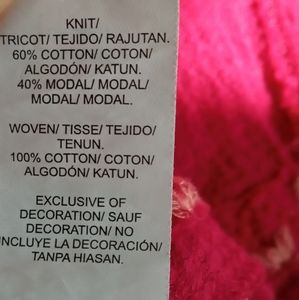 KNIT/
TRICOT/ TEJIDO/ RAJUTAN.
60% COTTON/ COTON/
ALGODÓN/ KATUN.
40% MODAL/ MODAL/
MODAL/ MODAL.
WOVEN/ TISSE/ TEJIDO/
TENUN.
100% COTTON/ COTON/
ALGODÓN/ KATUN.
EXCLUSIVE OF
DECORATION/ SAUF
DECORATION/ NO
INCLUYE LA DECORACIÓN/
TANPA HIASAN.